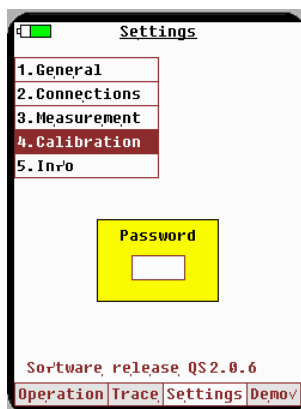 Settings
1.General
2.Connections
3.Measurement
4.Calibration
5.Info
Password
Software release QS2.0.6
Operation Trace Settings Demo√